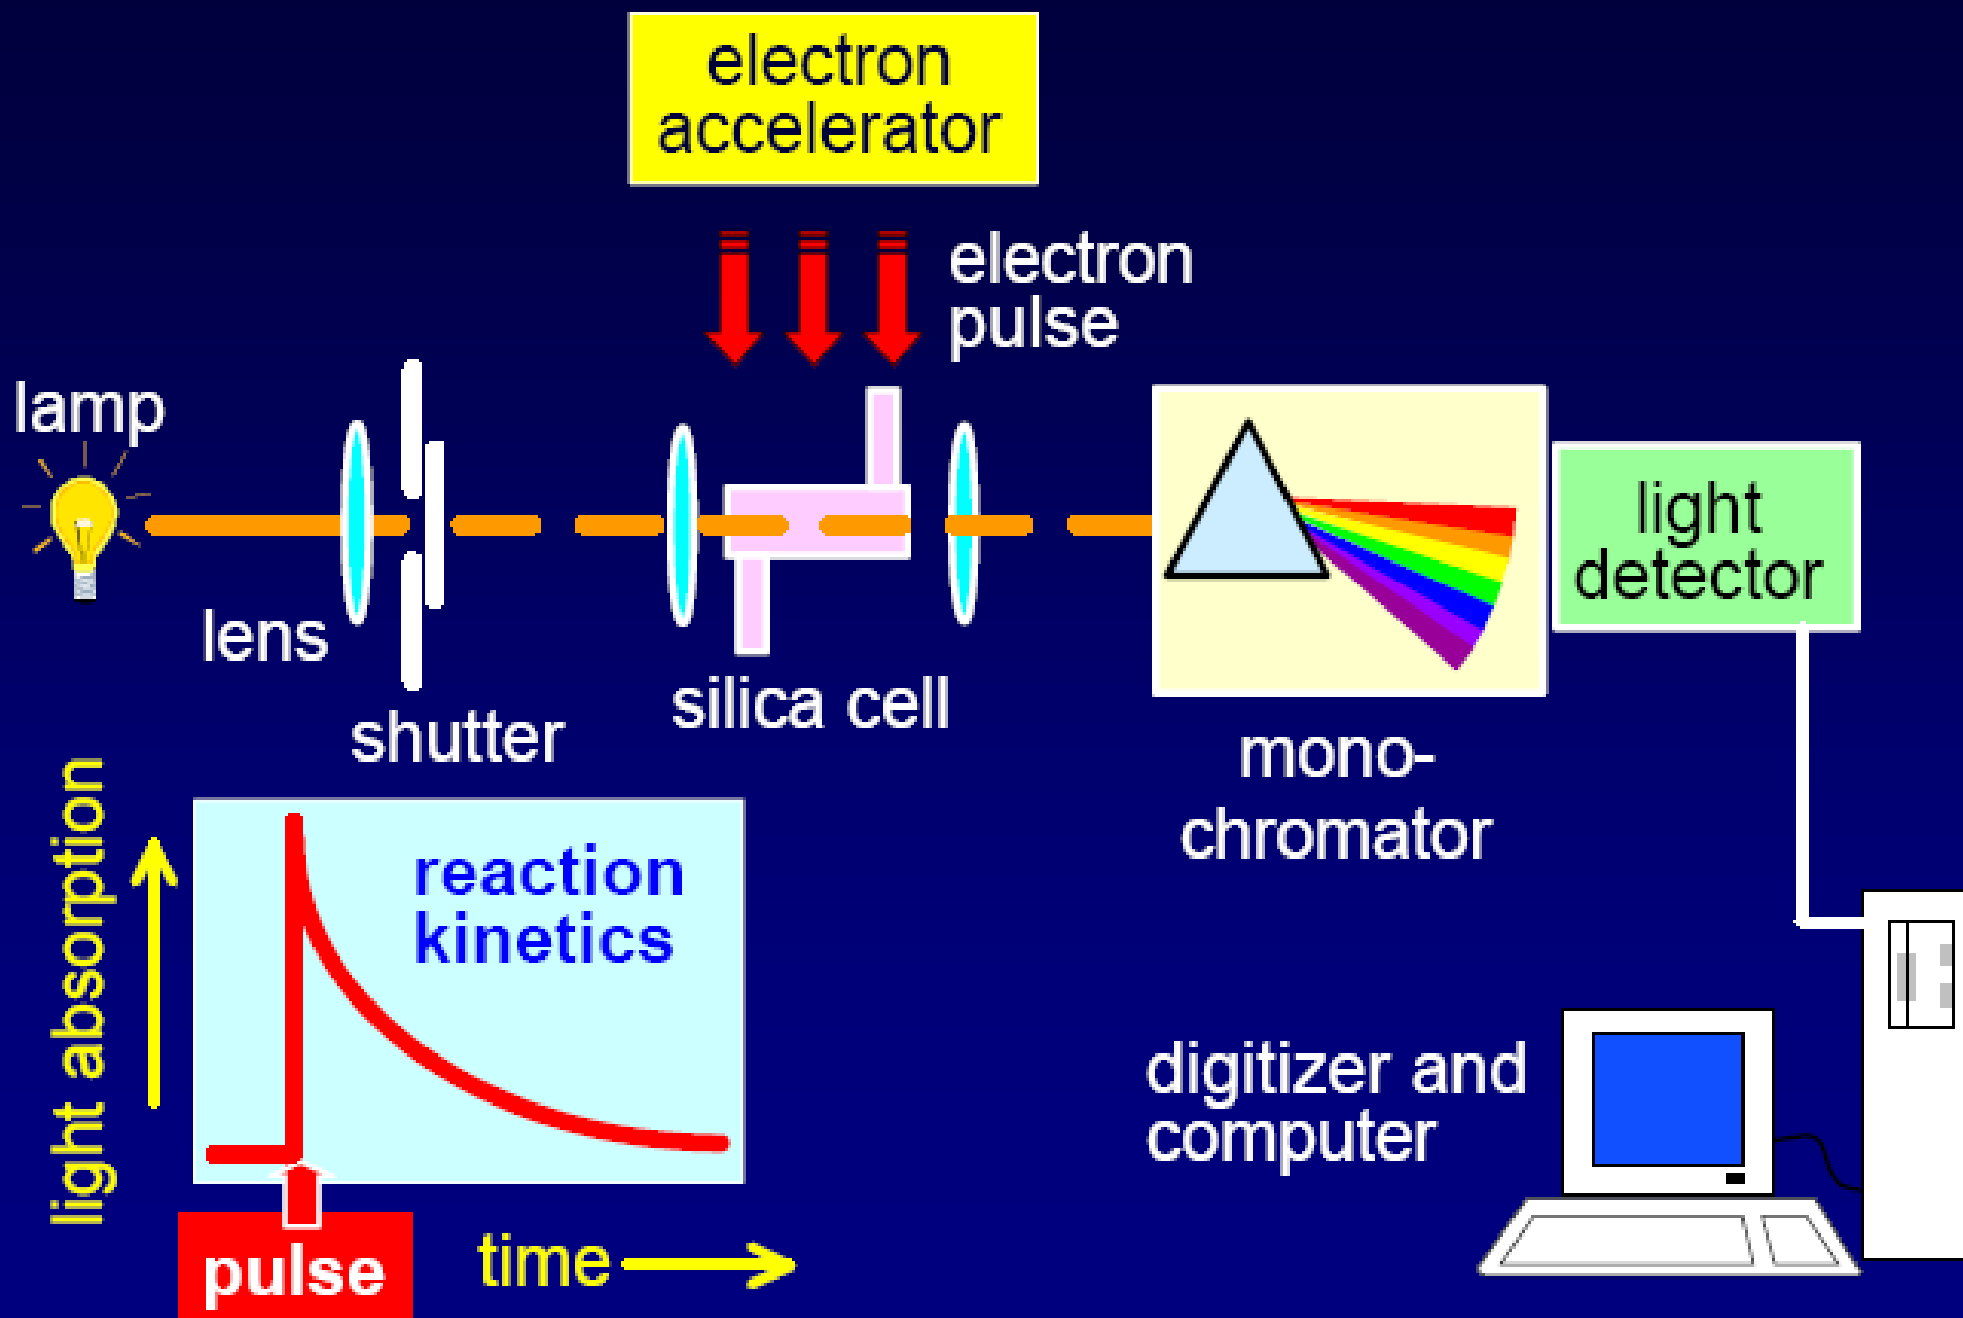 electron
accelerator
electron
pulse
lamp
lens
shutter
silica cell
mono-
chromator
light
detector
light absorption
reaction
kinetics
pulse
time
digitizer and
computer